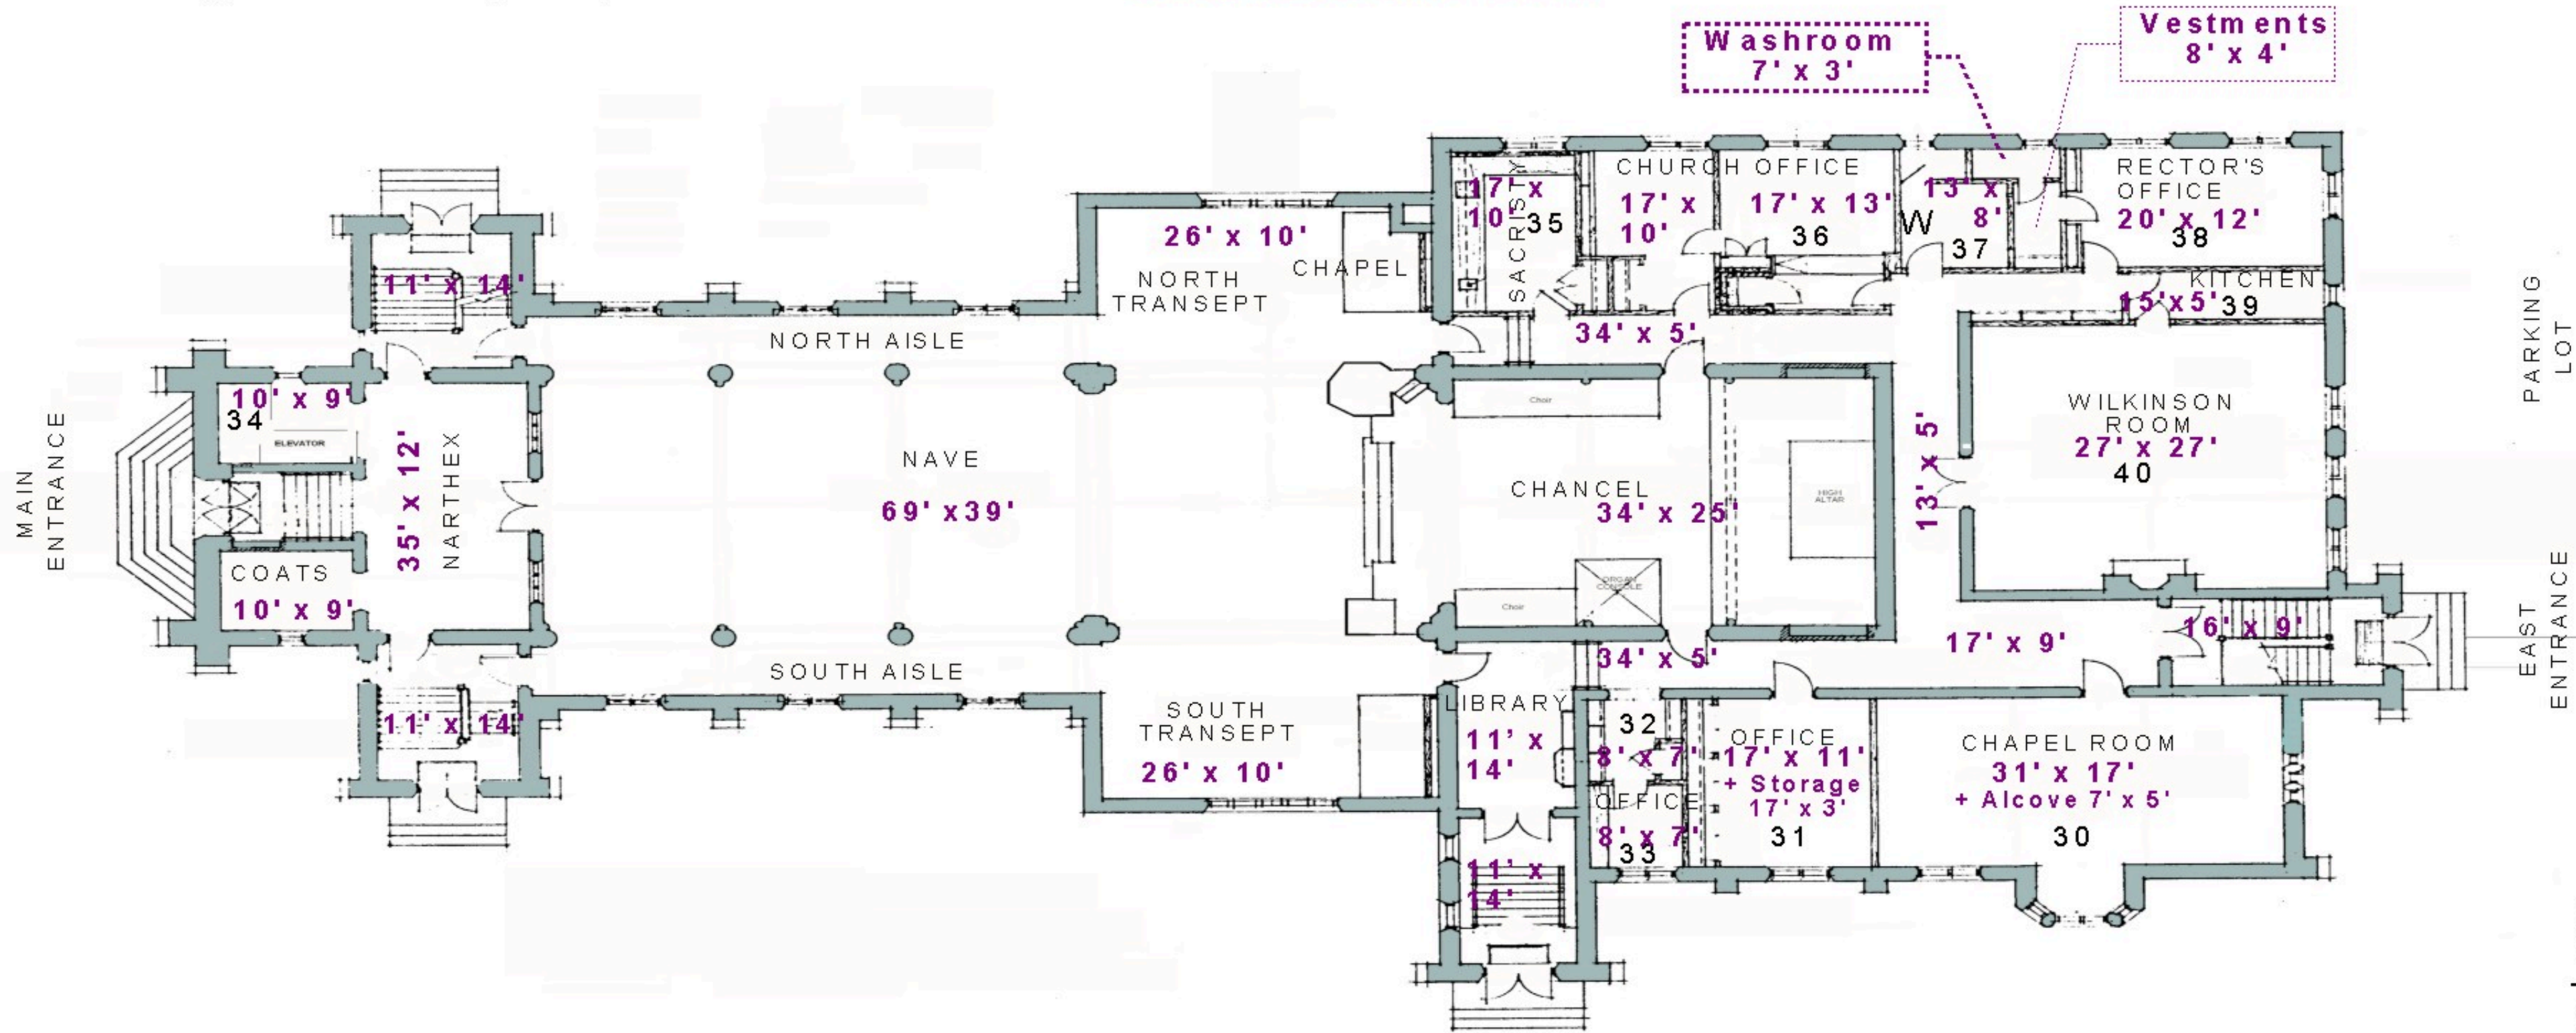 Washroom
7' x 3'
Vestments
8' x 4'
MAIN
ENTRANCE
11' x 14'
10' x 9'
34
ELEVATOR
COATS
10' x 9'
35' x 12'
NARTHEX
11' x 14'
NORTH AISLE
NAVE
69' x39'
SOUTH AISLE
26' x 10'
NORTH
TRANSEPT
CHAPEL
SOUTH
TRANSEPT
26' x 10'
17' x
10'
35
SACRISTY
CHURCH OFFICE
17' x
10'
17' x 13'
36
13' x
8'
W
37
RECTOR'S
OFFICE
20' x 12'
38
KITCHEN
15'x5'
39
34' x 5'
Choir
CHANCEL
34' x 25'
HIGH
ALTAR
ORGAN
CONSOLE
Choir
13' x 5'
WILKINSON
ROOM
27' x 27'
40
34' x 5'
17' x 9'
16' x 9'
LIBRARY
11' x
14'
11' x
14'
32
8' x 7'
OFFICE
8' x 7'
33
OFFICE
17' x 11'
+ Storage
17' x 3'
31
CHAPEL ROOM
31' x 17'
+ Alcove 7' x 5'
30
PARKING
LOT
EAST
ENTRANCE